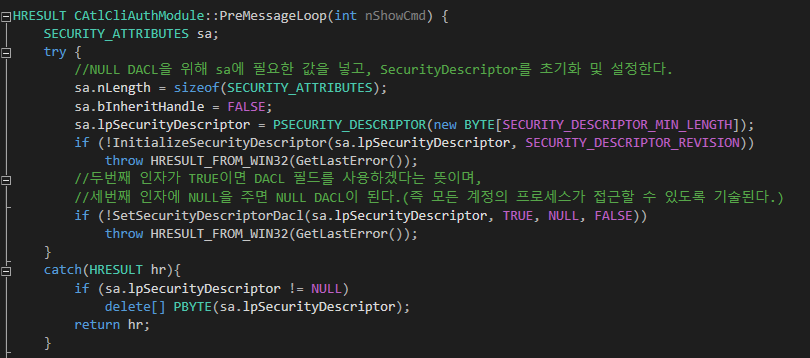 HRESULT CAtlCliAuthModule::PreMessageLoop(int nShowCmd) {
SECURITY_ATTRIBUTES sa;
try {
//NULL DACL을 위해 sa에 필요한 값을 넣고, SecurityDescriptor를 초기화 및 설정한다.
sa.nLength = sizeof(SECURITY_ATTRIBUTES);
sa.bInheritHandle = FALSE;
sa.lpSecurityDescriptor = PSECURITY_DESCRIPTOR(new BYTE[SECURITY_DESCRIPTOR_MIN_LENGTH]);
if (!InitializeSecurityDescriptor(sa.lpSecurityDescriptor, SECURITY_DESCRIPTOR_REVISION))
throw HRESULT_FROM_WIN32(GetLastError());
//두번째 인자가 TRUE이면 DACL 필드를 사용하겠다는 뜻이며,
//세번째 인자에 NULL을 주면 NULL DACL이 된다.(즉 모든 계정의 프로세스가 접근할 수 있도록 기술된다.)
if (!SetSecurityDescriptorDacl(sa.lpSecurityDescriptor, TRUE, NULL, FALSE))
throw HRESULT_FROM_WIN32(GetLastError());
}
catch(HRESULT hr){
if (sa.lpSecurityDescriptor != NULL)
delete[] PBYTE(sa.lpSecurityDescriptor);
return hr;
}